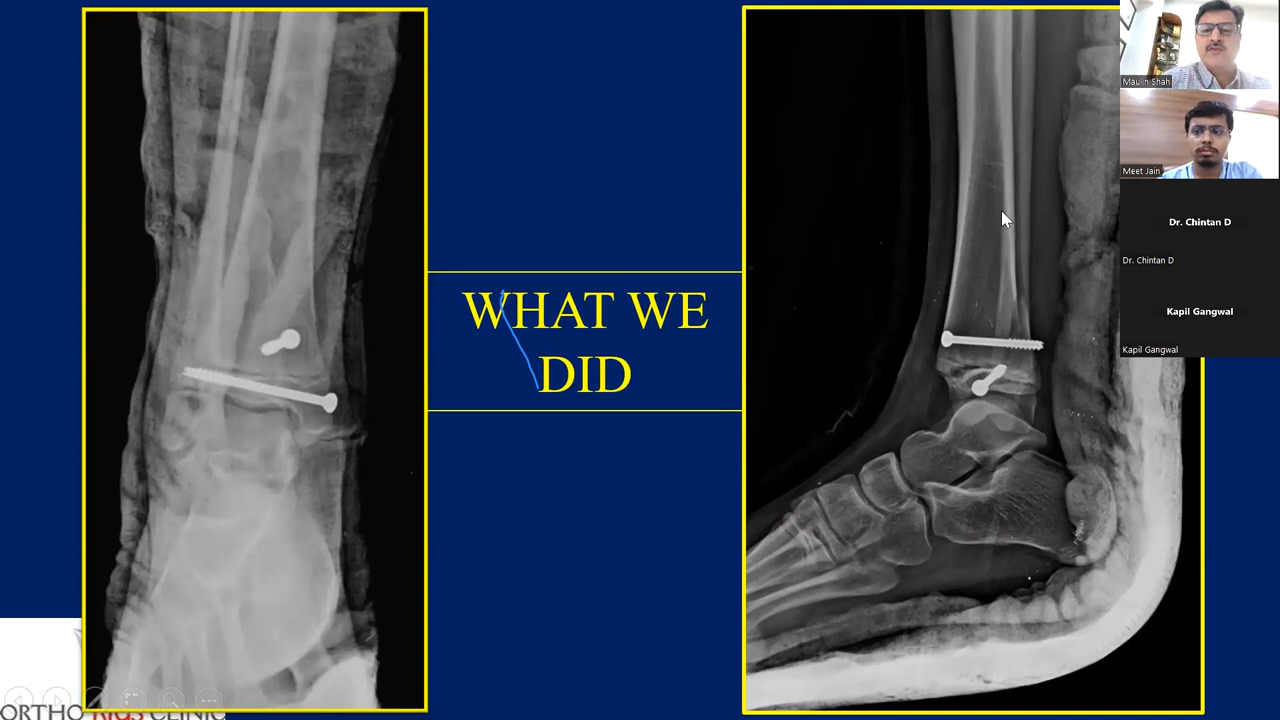 WHAT WE
DID
Maulin Shah
Meet Jain
Dr. Chintan D
Dr. Chintan D
Kapil Gangwal
Kapil Gangwal
ORTHO Kids CLINIC